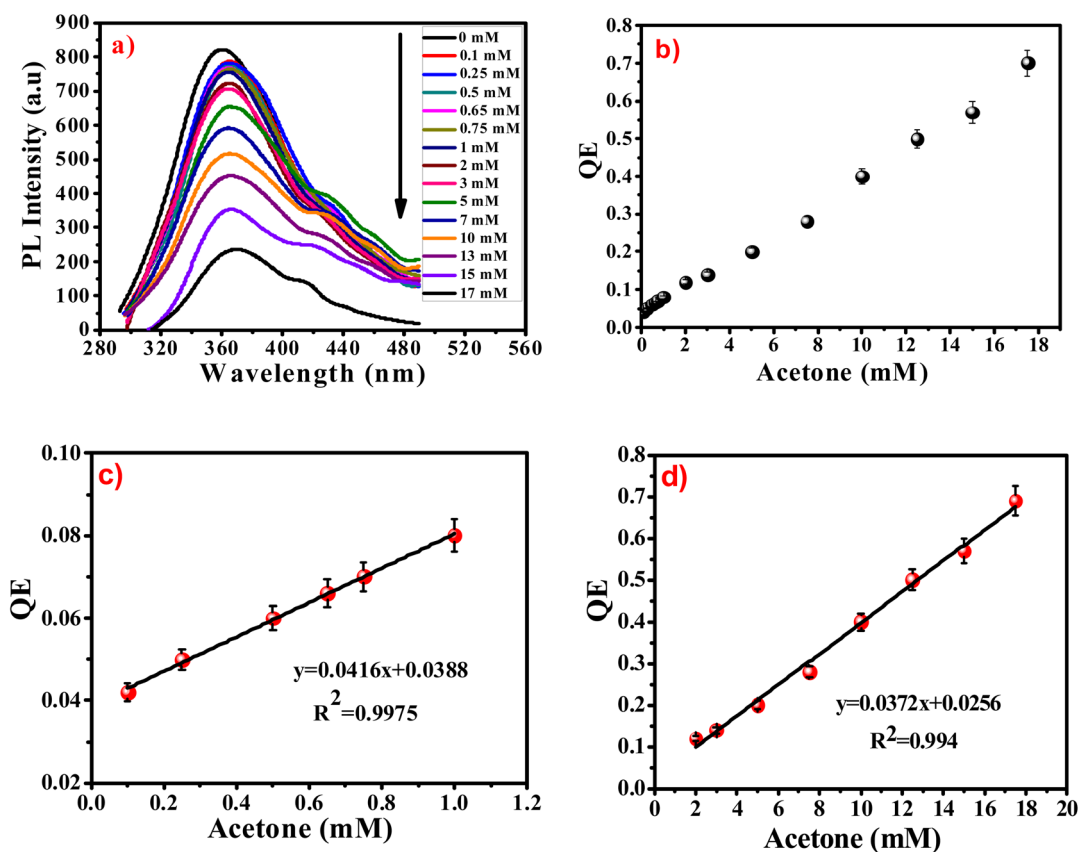 a)
PL Intensity (a.u)
900
800
700
600
500
400
300
200
100
0
280 320 360 400 440 480 520 560
Wavelength (nm)
0 mM
0.1 mM
0.25 mM
0.5 mM
0.65 mM
0.75 mM
1 mM
2 mM
3 mM
5 mM
7 mM
10 mM
13 mM
15 mM
17 mM
b)
QE
0.8
0.7
0.6
0.5
0.4
0.3
0.2
0.1
0.0
2 4 6 8 10 12 14 16 18
Acetone (mM)
c)
QE
0.10
0.08
0.06
0.04
0.02
0.0 0.2 0.4 0.6 0.8 1.0 1.2
Acetone (mM)
y=0.0416x+0.0388
R2=0.9975
d)
QE
0.8
0.7
0.6
0.5
0.4
0.3
0.2
0.1
0.0
0 2 4 6 8 10 12 14 16 18 20
Acetone (mM)
y=0.0372x+0.0256
R2=0.994